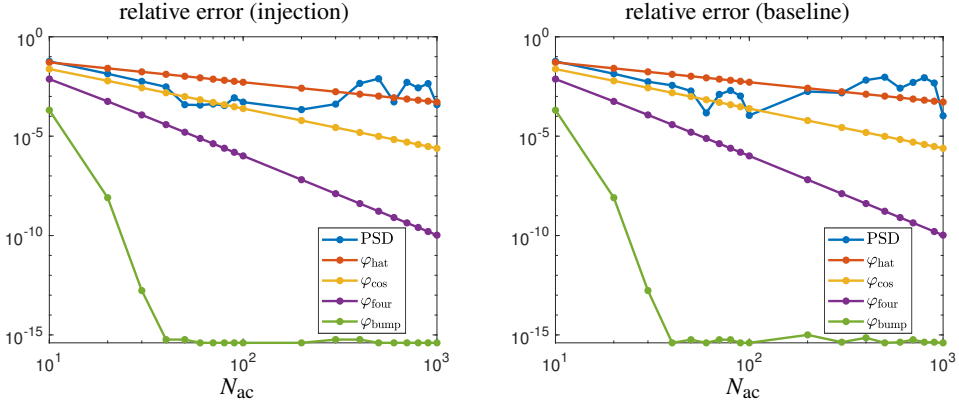 relative error (injection)
10^0
10^-5
10^-10
10^-15
10^1
10^2
10^3
N_ac
PSD
φ_hat
φ_cos
φ_four
φ_bump
relative error (baseline)
10^0
10^-5
10^-10
10^-15
10^1
10^2
10^3
N_ac
PSD
φ_hat
φ_cos
φ_four
φ_bump